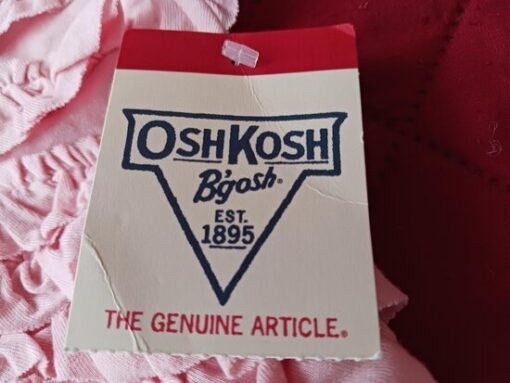 OSHKOSH
B'gosh®
EST.
1895
THE GENUINE ARTICLE®